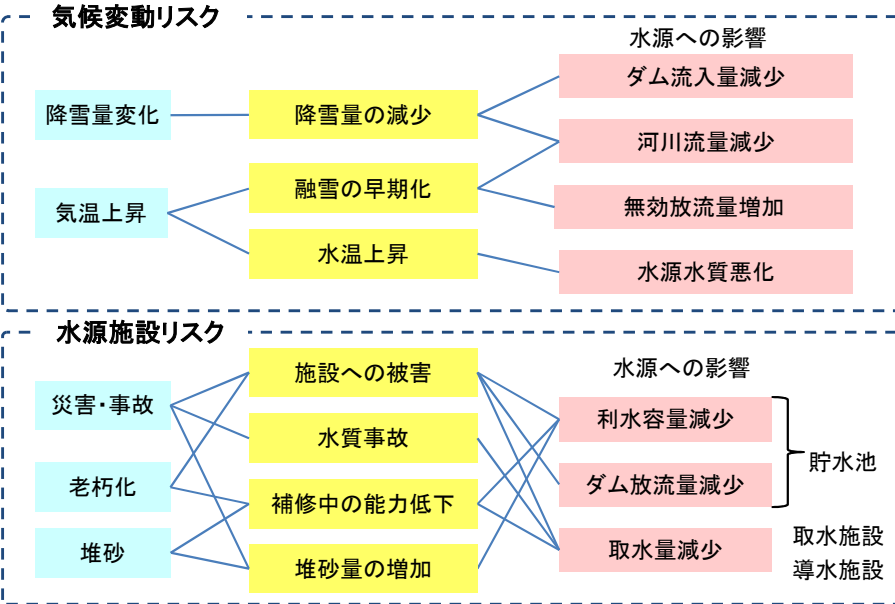 気候変動リスク
水源への影響
降雪量変化
気温上昇
降雪量の減少
融雪の早期化
水温上昇
ダム流入量減少
河川流量減少
無効放流量増加
水源水質悪化
水源施設リスク
水源への影響
災害・事故
老朽化
堆砂
施設への被害
水質事故
補修中の能力低下
堆砂量の増加
利水容量減少
ダム放流量減少
取水量減少
貯水池
取水施設
導水施設